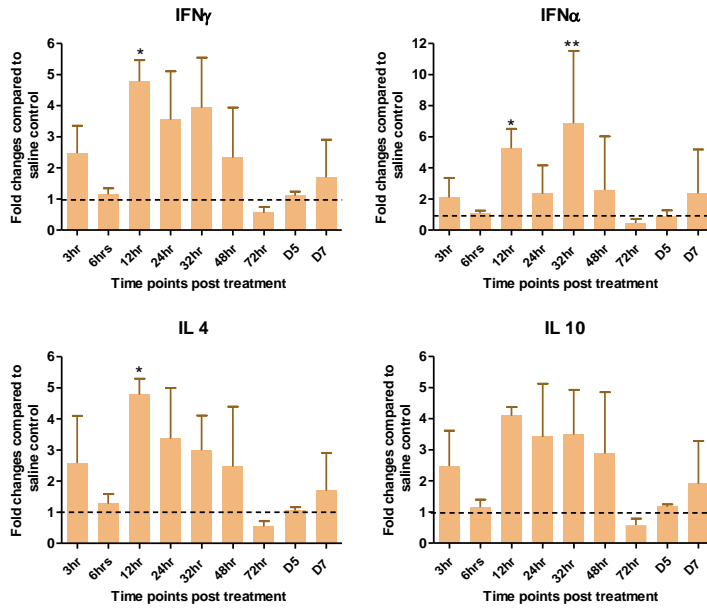 IFNγ
Fold changes compared to
saline control
6
5
4
3
2
1
0
*
3hr
6hrs
12hr
24hr
32hr
48hr
72hr
D5
D7
Time points post treatment
IFNα
Fold changes compared to
saline control
12
10
8
6
4
2
0
*
**
3hr
6hrs
12hr
24hr
32hr
48hr
72hr
D5
D7
Time points post treatment
IL 4
Fold changes compared to
saline control
6
5
4
3
2
1
0
*
3hr
6hrs
12hr
24hr
32hr
48hr
72hr
D5
D7
Time points post treatment
IL 10
Fold changes compared to
saline control
6
5
4
3
2
1
0
3hr
6hrs
12hr
24hr
32hr
48hr
72hr
D5
D7
Time points post treatment